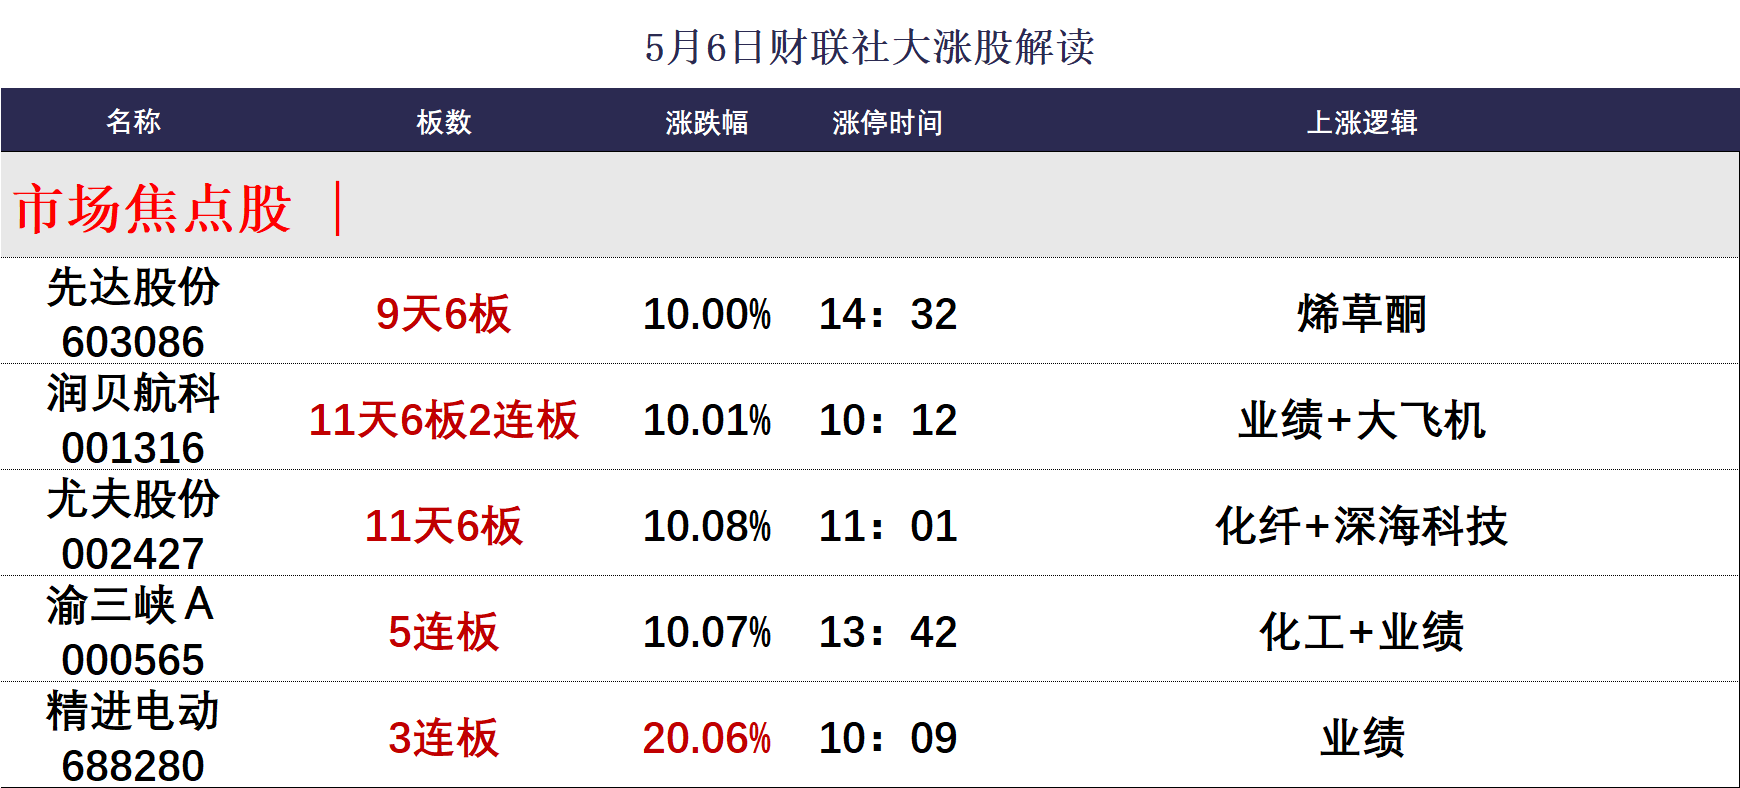 5月6日财联社大涨股解读
名称 板数 涨跌幅 涨停时间 上涨逻辑
市场焦点股 |
先达股份
603086 9天6板 10.00% 14：32 烯草酮
润贝航科
001316 11天6板2连板 10.01% 10：12 业绩+大飞机
尤夫股份
002427 11天6板 10.08% 11：01 化纤+深海科技
渝三峡Ａ
000565 5连板 10.07% 13：42 化工+业绩
精进电动
688280 3连板 20.06% 10：09 业绩